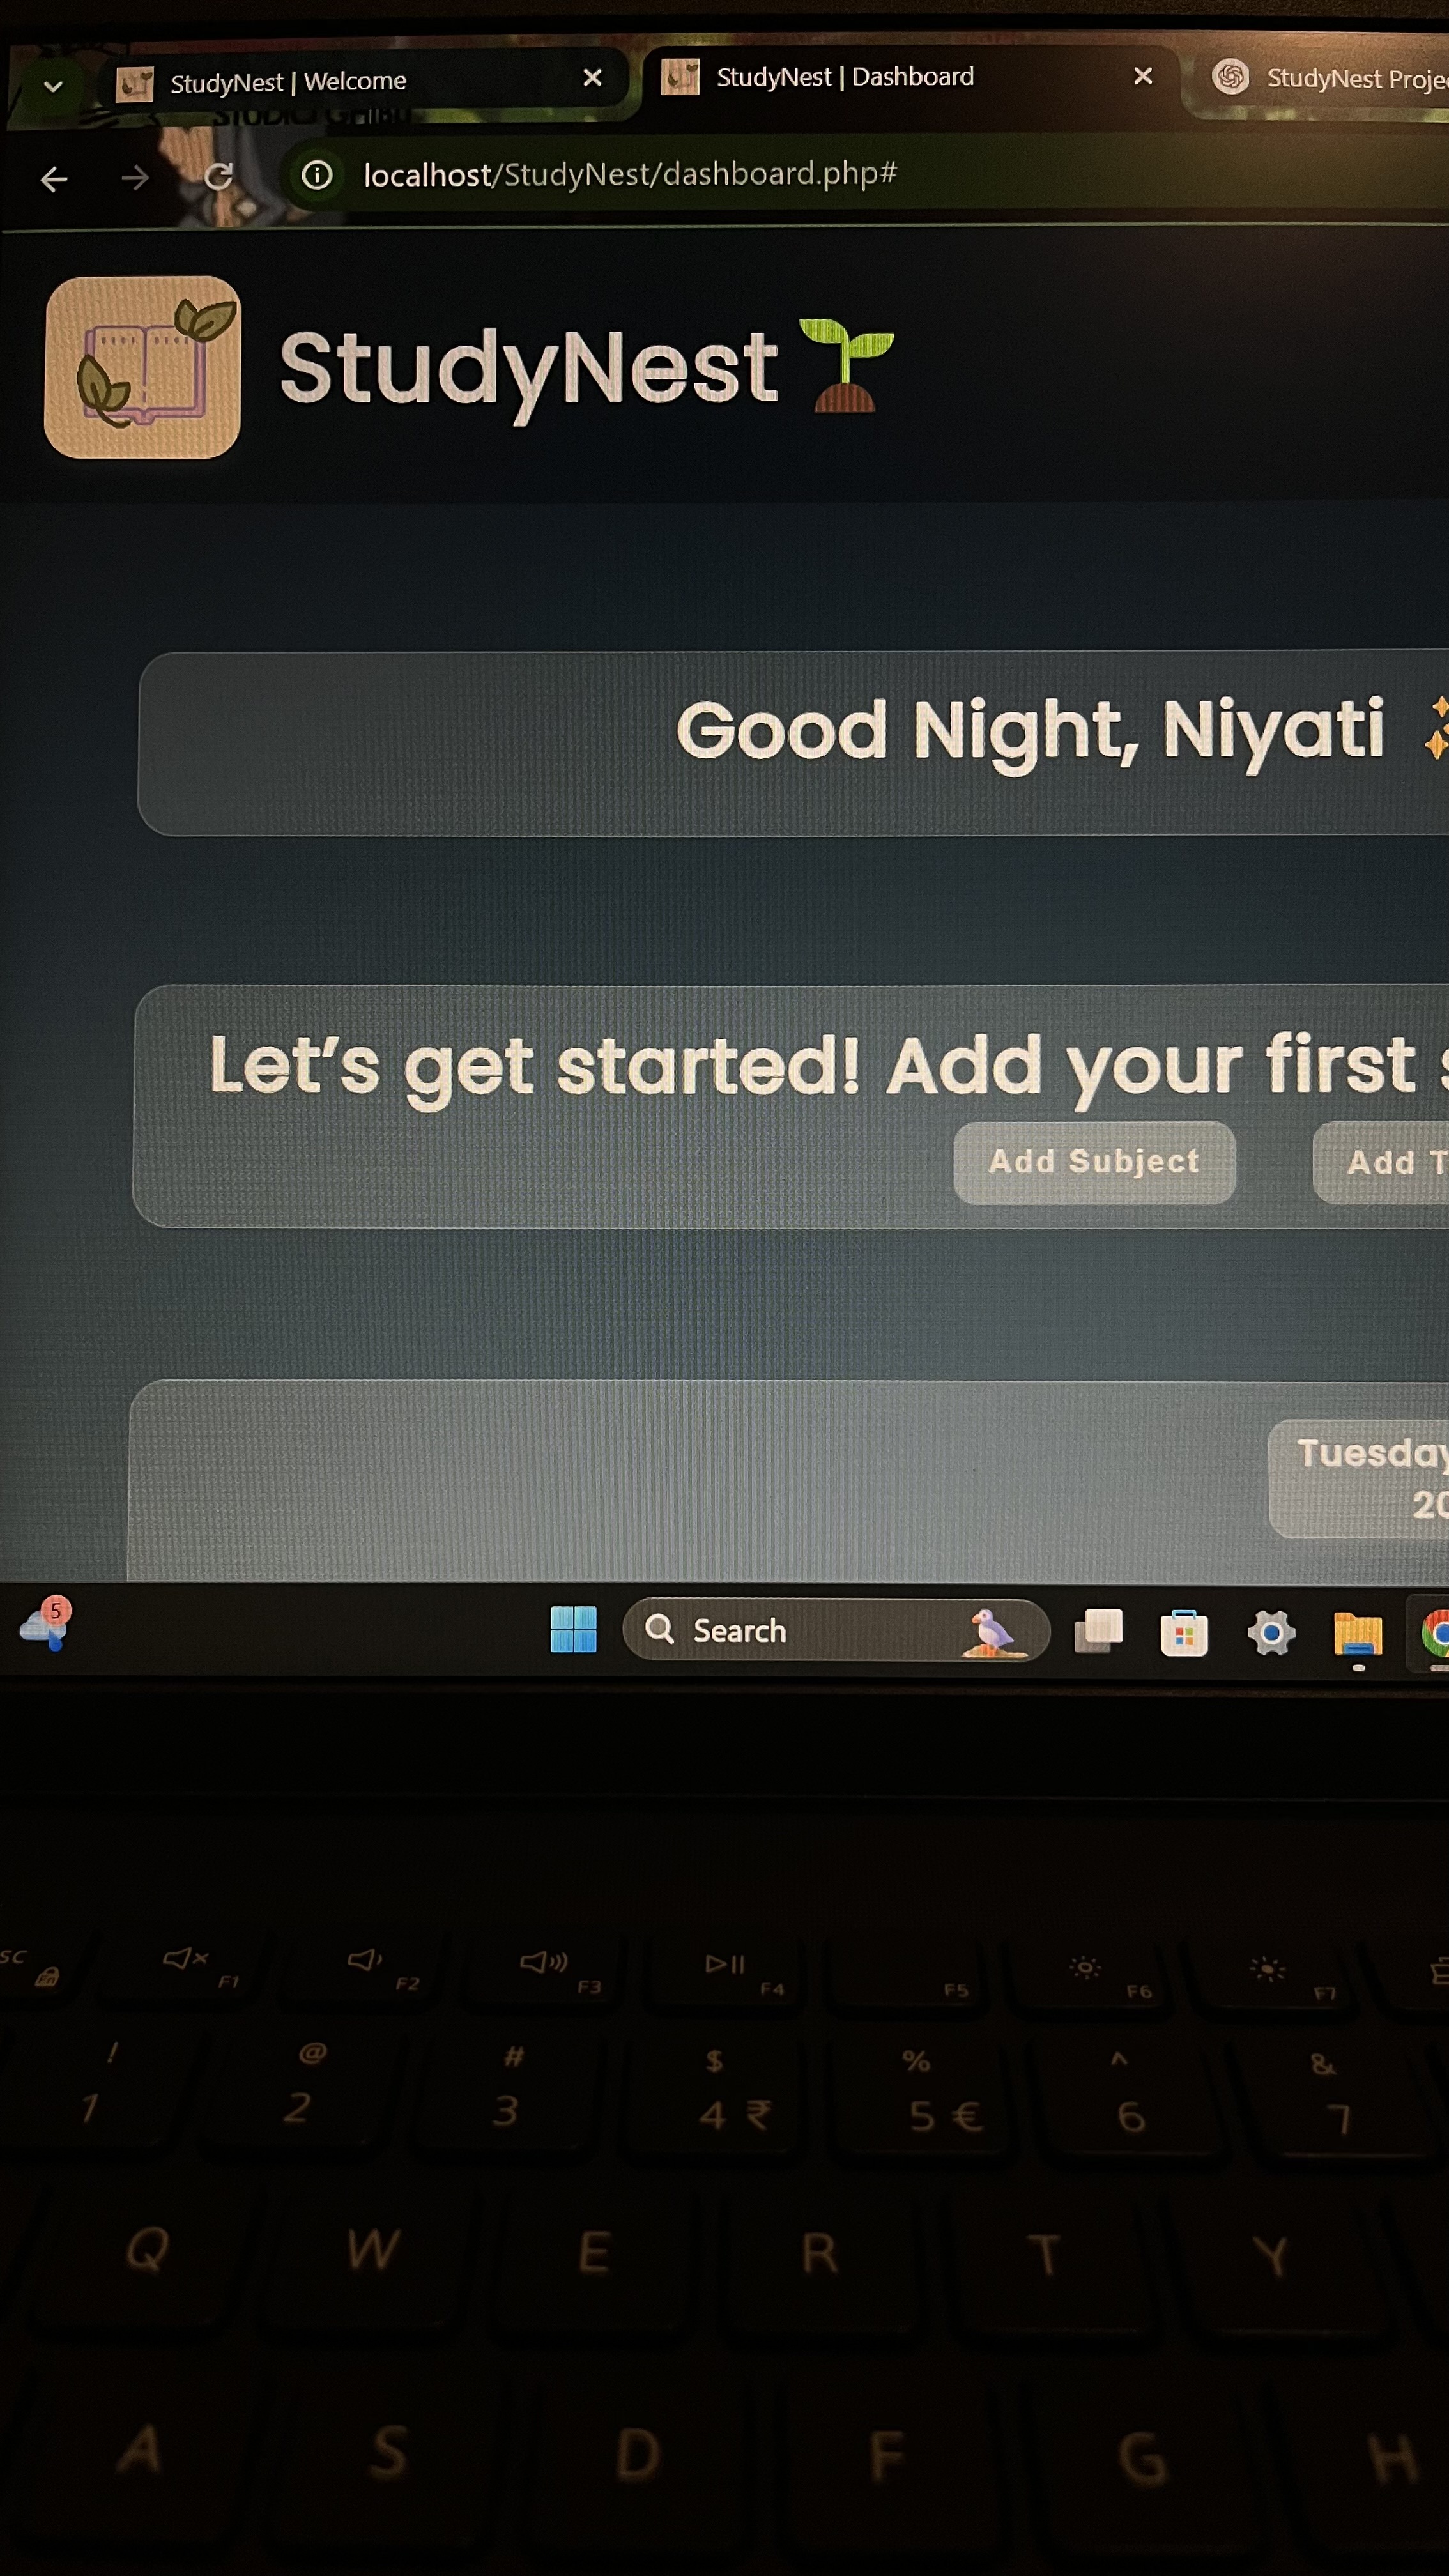 StudyNest | Welcome
StudyNest | Dashboard
StudyNest Proje
localhost/StudyNest/dashboard.php#
StudyNest
Good Night, Niyati
Let's get started! Add your first
Add Subject
Add T
Tuesday
20
5
Search
F1
F2
F3
F4
F5
F6
F7
! 1
@ 2
# 3
$ 4 ₹
% 5 €
^ 6
& 7
Q W E R T Y
A S D F G H